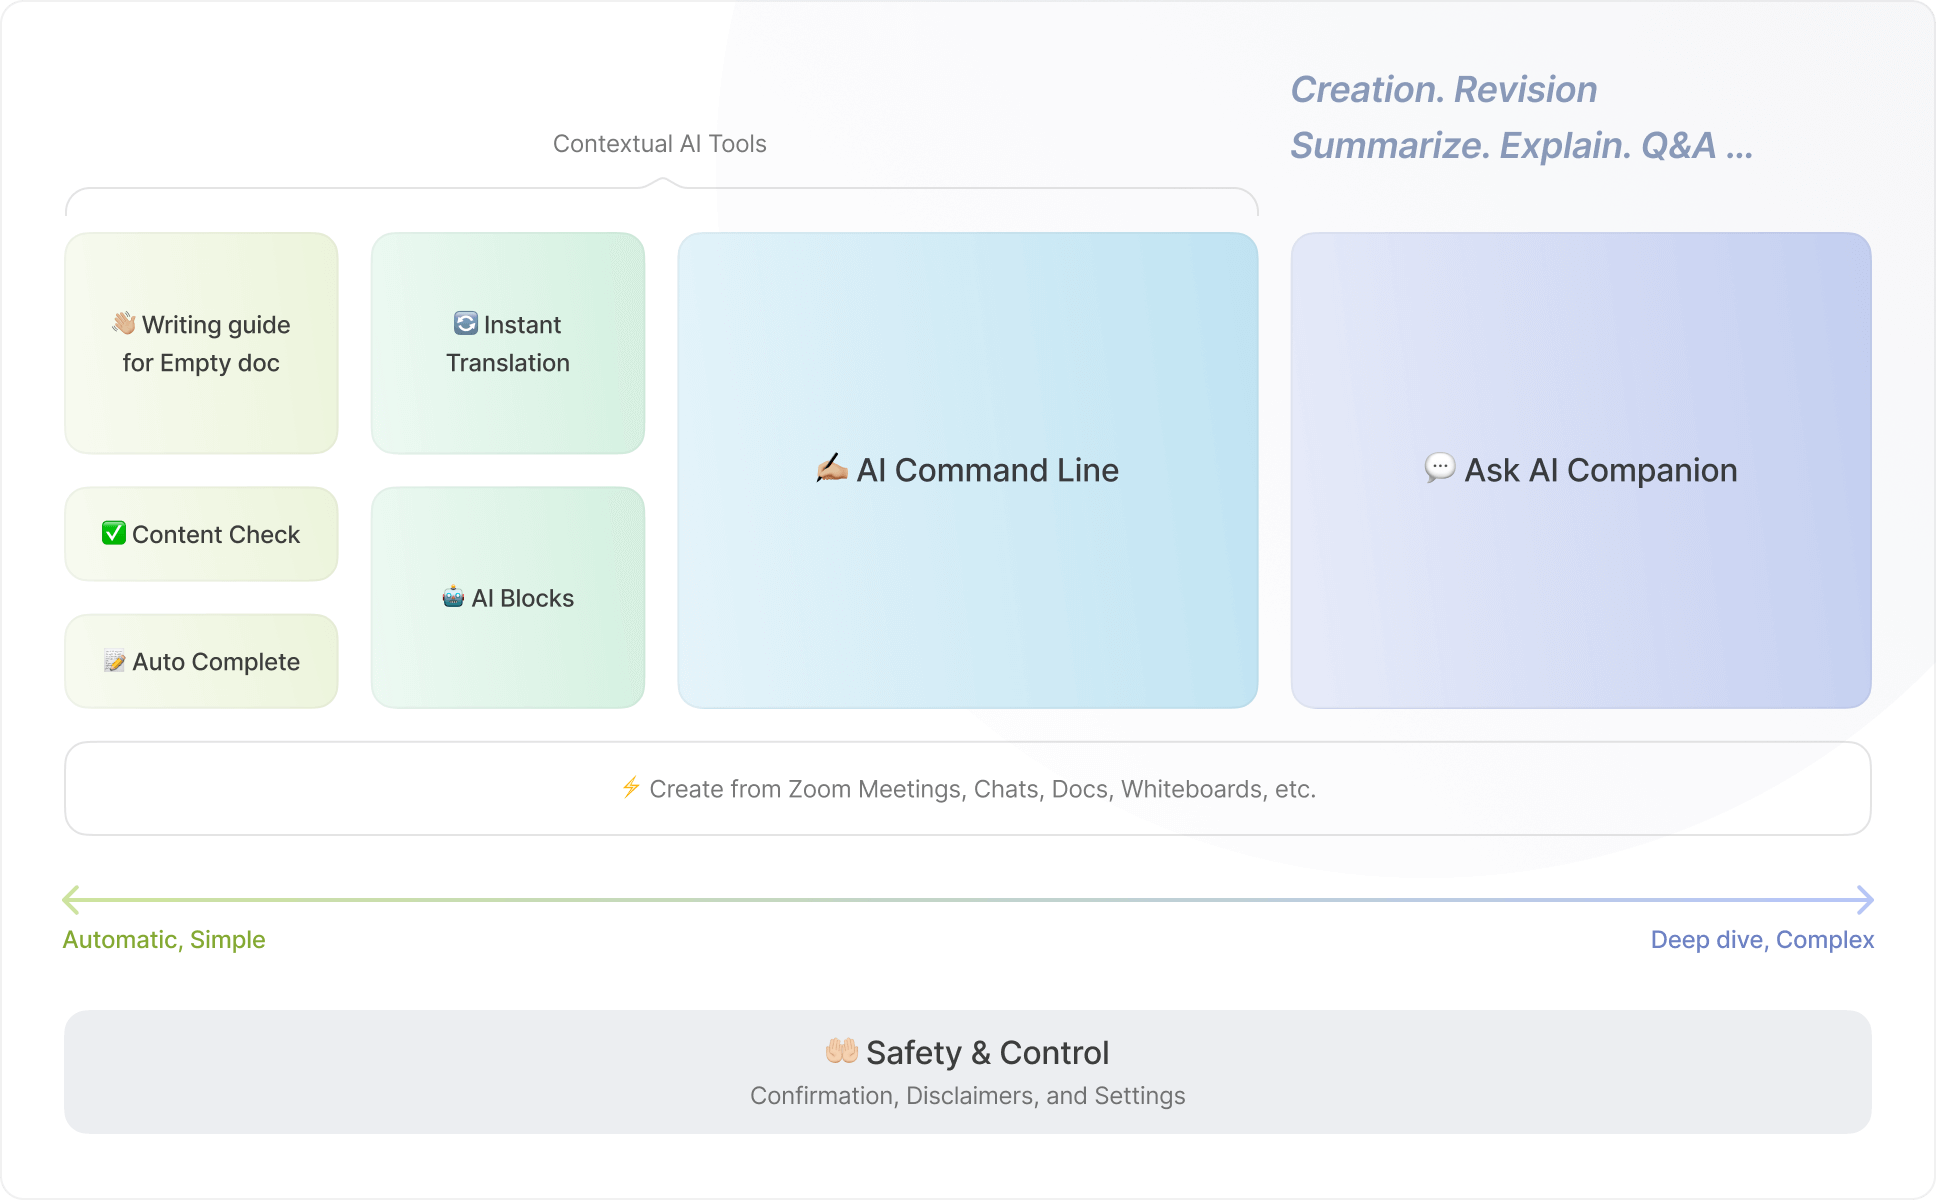 Creation. Revision
Summarize. Explain. Q&A ...
Contextual AI Tools
👋🏼 Writing guide
for Empty doc
🔄 Instant
Translation
✍🏼 AI Command Line
💬 Ask AI Companion
✅ Content Check
🤖 AI Blocks
📝 Auto Complete
⚡ Create from Zoom Meetings, Chats, Docs, Whiteboards, etc.
Automatic, Simple
Deep dive, Complex
🤲🏻 Safety & Control
Confirmation, Disclaimers, and Settings